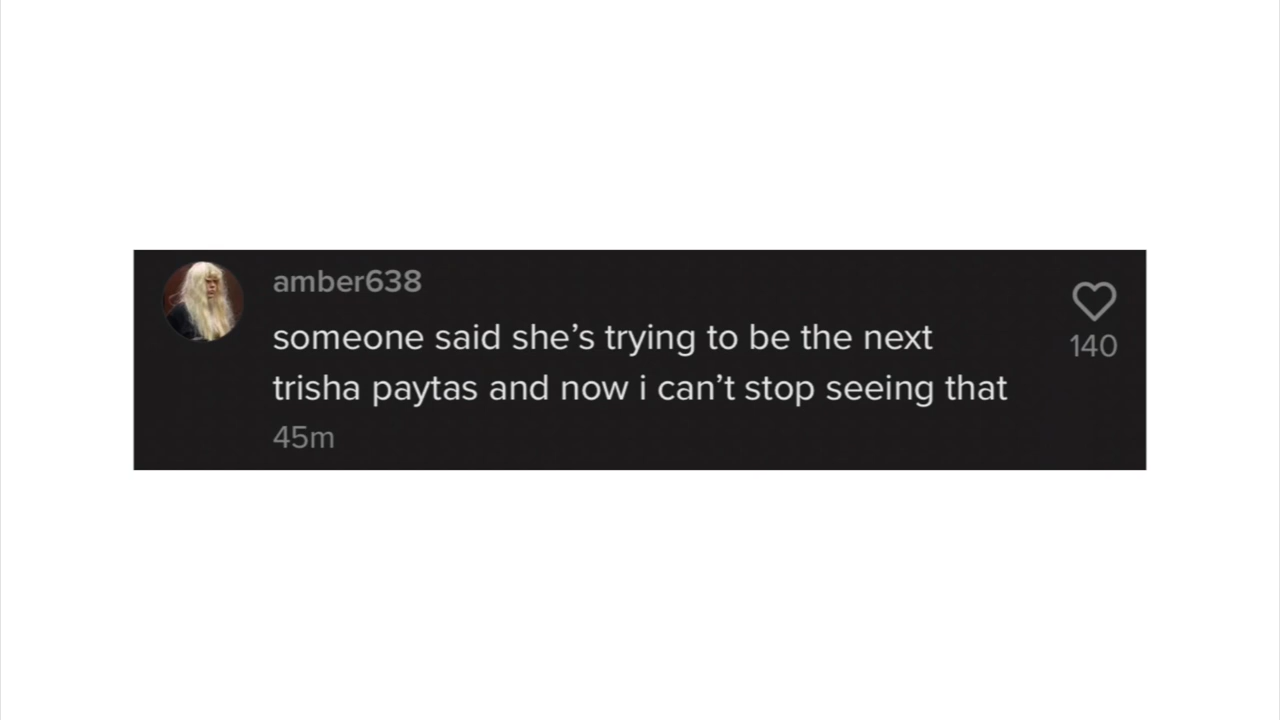 amber638
someone said she’s trying to be the next
trisha paytas and now i can’t stop seeing that
45m
140